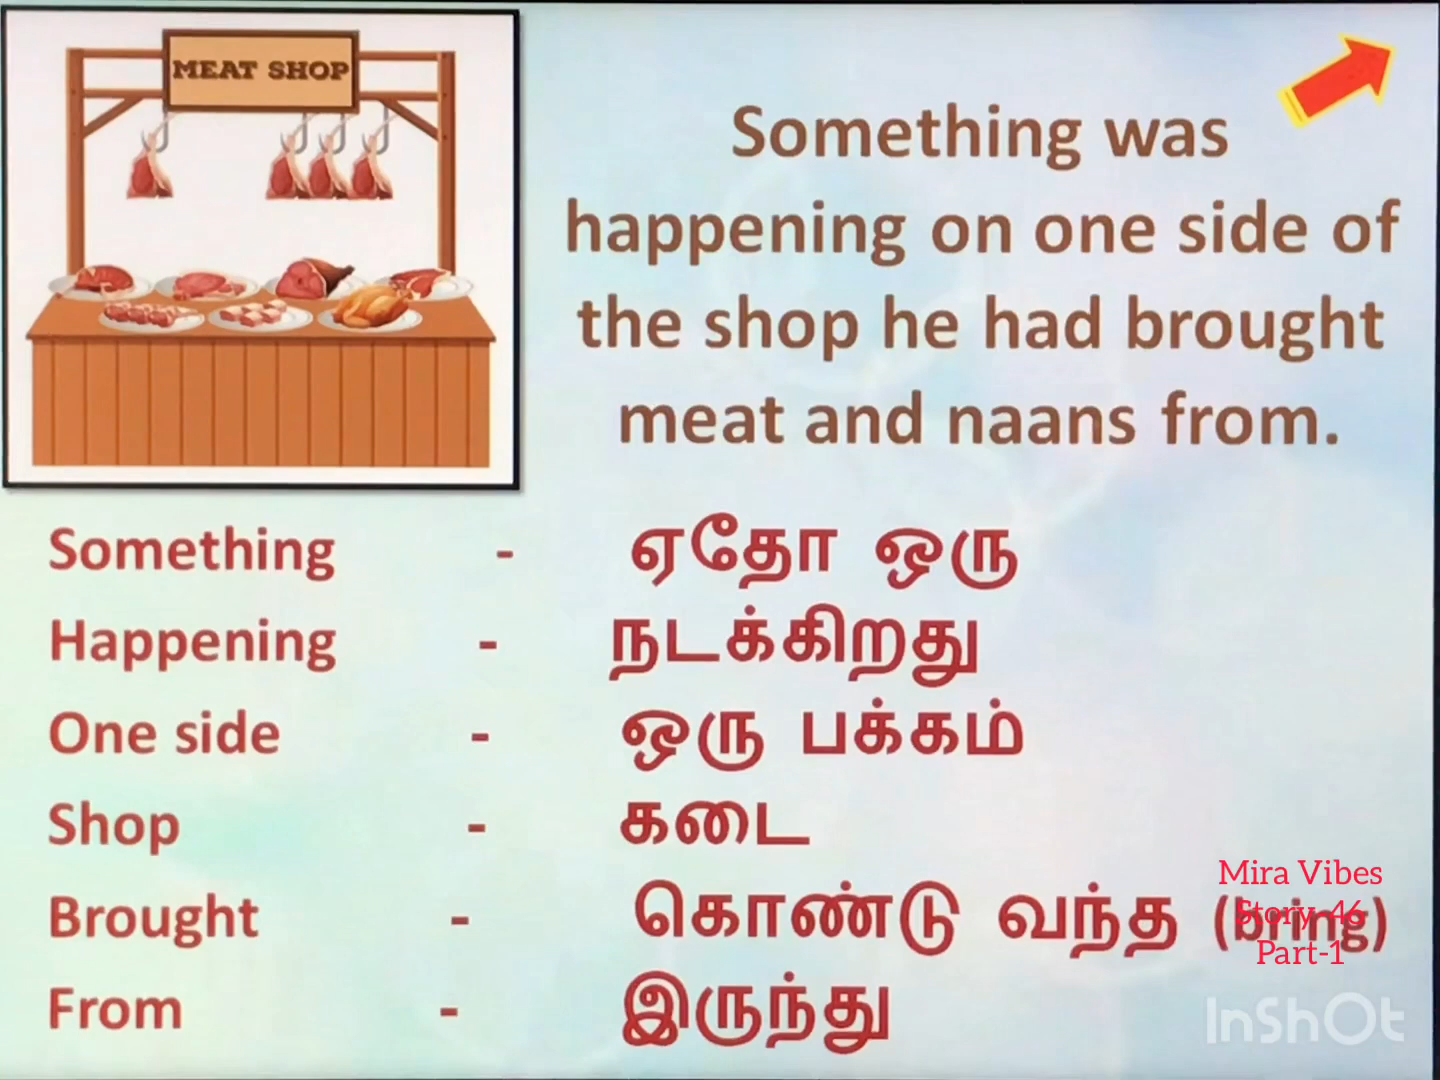 MEAT SHOP
Something was
happening on one side of
the shop he had brought
meat and naans from.
Something - ஏதோ ஒரு
Happening - நடக்கிறது
One side - ஒரு பக்கம்
Shop - கடை
Brought - கொண்டு வந்த (bring)
From - இருந்து
Mira Vibes
Story-46
Part-1
InShOt